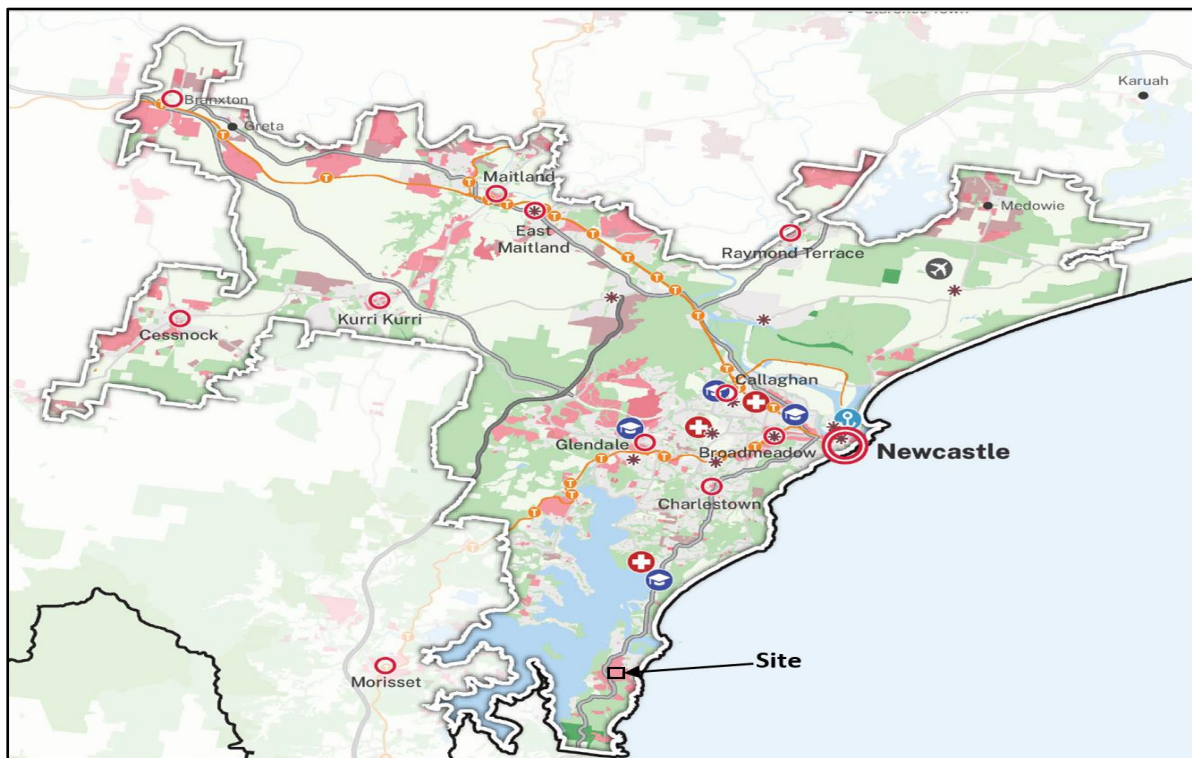 Karuah
Branxton
Greta
Maitland
East
Maitland
Medowie
Raymond Terrace
Kurri Kurri
Cessnock
Callaghan
Glendale
Broadmeadow
Newcastle
Charlestown
Site
Morisset